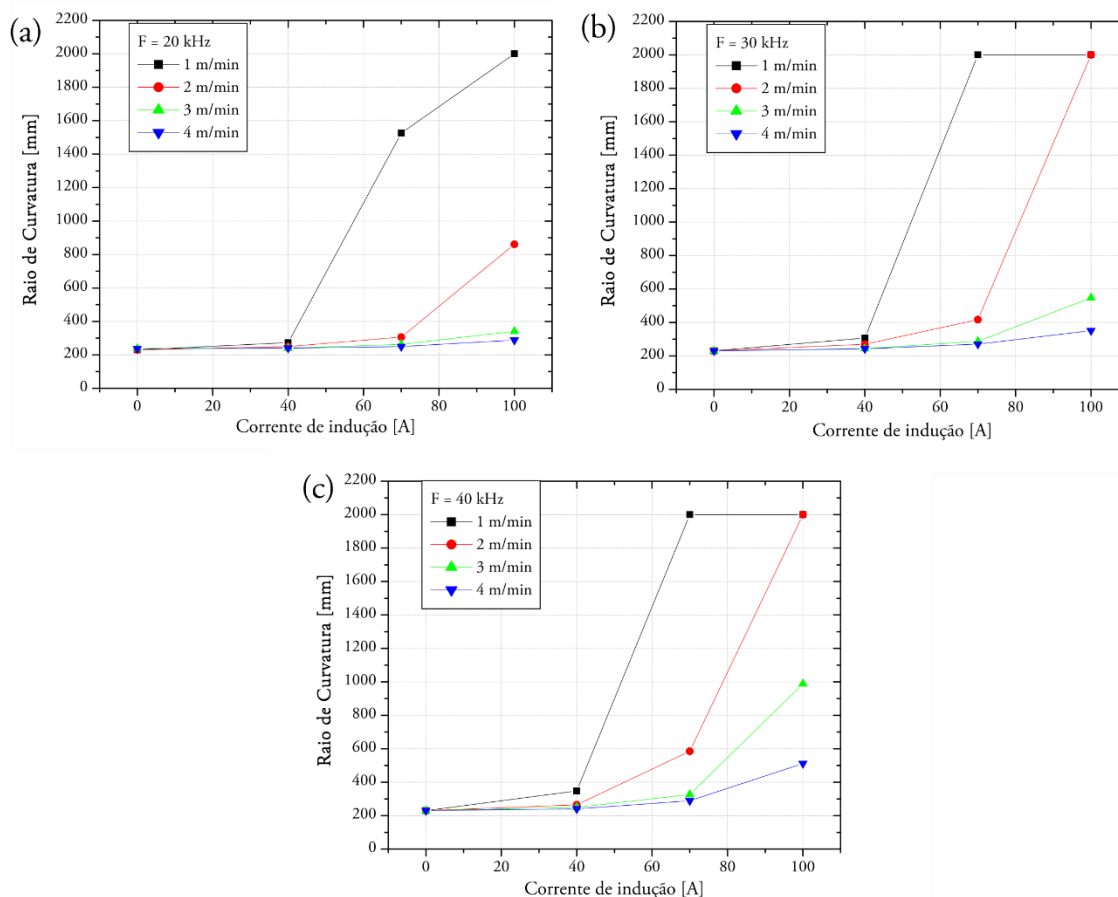 (a)
F = 20 kHz
1 m/min
2 m/min
3 m/min
4 m/min
2200
2000
1800
1600
1400
1200
1000
800
600
400
200
0
Raio de Curvatura [mm]
0 20 40 60 80 100
Corrente de indução [A]
(b)
F = 30 kHz
1 m/min
2 m/min
3 m/min
4 m/min
2200
2000
1800
1600
1400
1200
1000
800
600
400
200
0
Raio de Curvatura [mm]
0 20 40 60 80 100
Corrente de indução [A]
(c)
F = 40 kHz
1 m/min
2 m/min
3 m/min
4 m/min
2200
2000
1800
1600
1400
1200
1000
800
600
400
200
0
Raio de Curvatura [mm]
0 20 40 60 80 100
Corrente de indução [A]